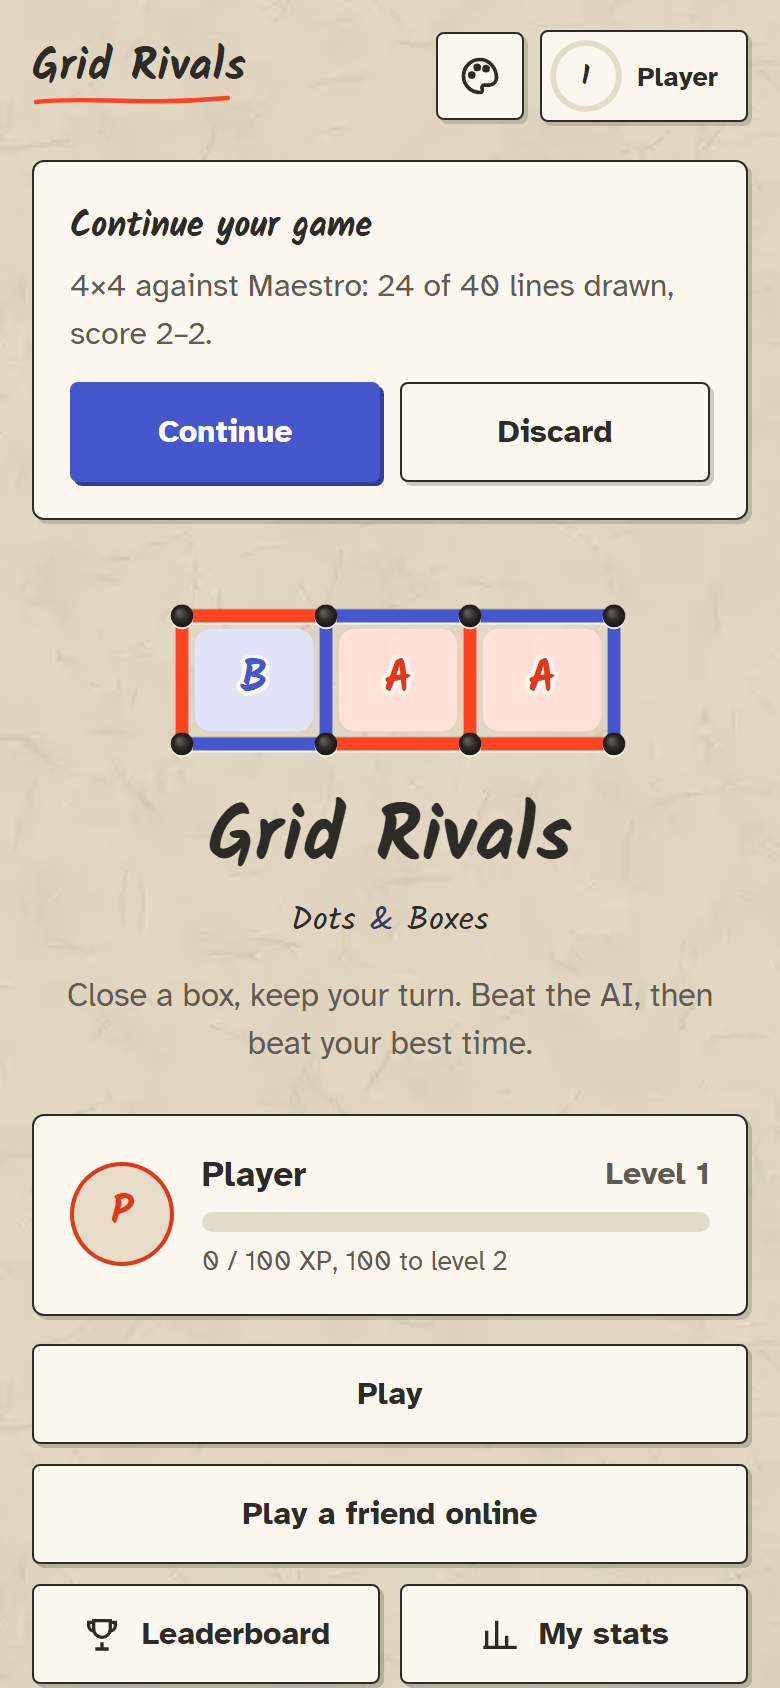 Grid Rivals
1
Player
Continue your game
4×4 against Maestro: 24 of 40 lines drawn,
score 2–2.
Continue
Discard
B
A
A
Grid Rivals
Dots & Boxes
Close a box, keep your turn. Beat the AI, then
beat your best time.
P
Player
Level 1
0 / 100 XP, 100 to level 2
Play
Play a friend online
Leaderboard
My stats